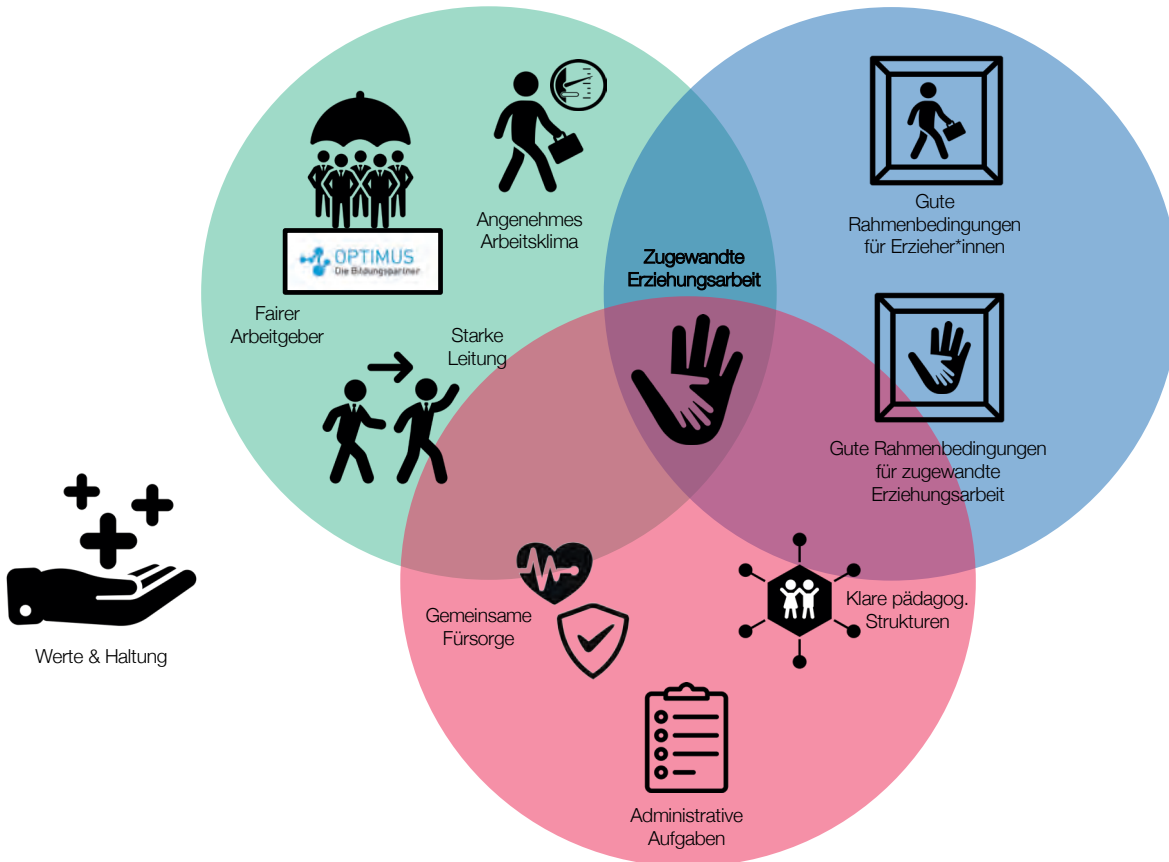 Angenehmes
Arbeitsklima
OPTIMUS
Die Bildungspartner
Fairer
Arbeitgeber
Starke
Leitung
Zugewandte
Erziehungsarbeit
Gute
Rahmenbedingungen
für Erzieher*innen
Gute Rahmenbedingungen
für zugewandte
Erziehungsarbeit
Werte & Haltung
Gemeinsame
Fürsorge
Klare pädagog.
Strukturen
Administrative
Aufgaben